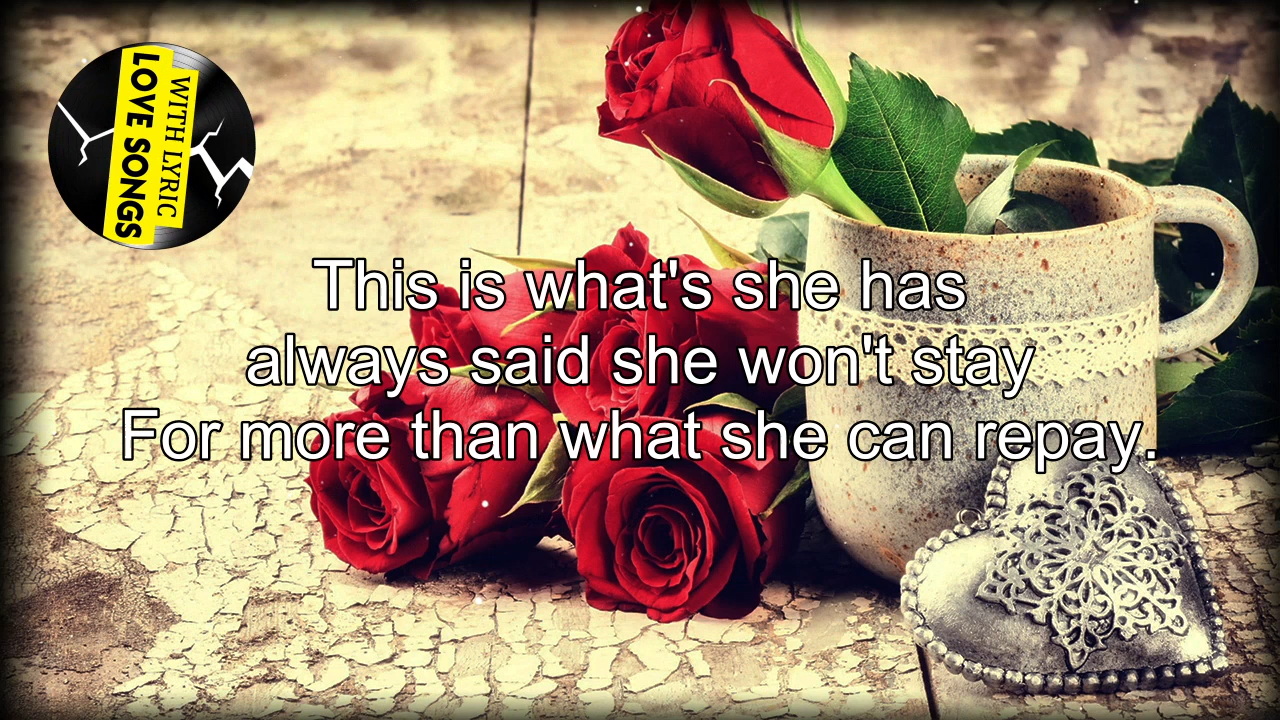 LOVE SONGS
WITH LYRIC
This is what's she has
always said she won't stay
For more than what she can repay.